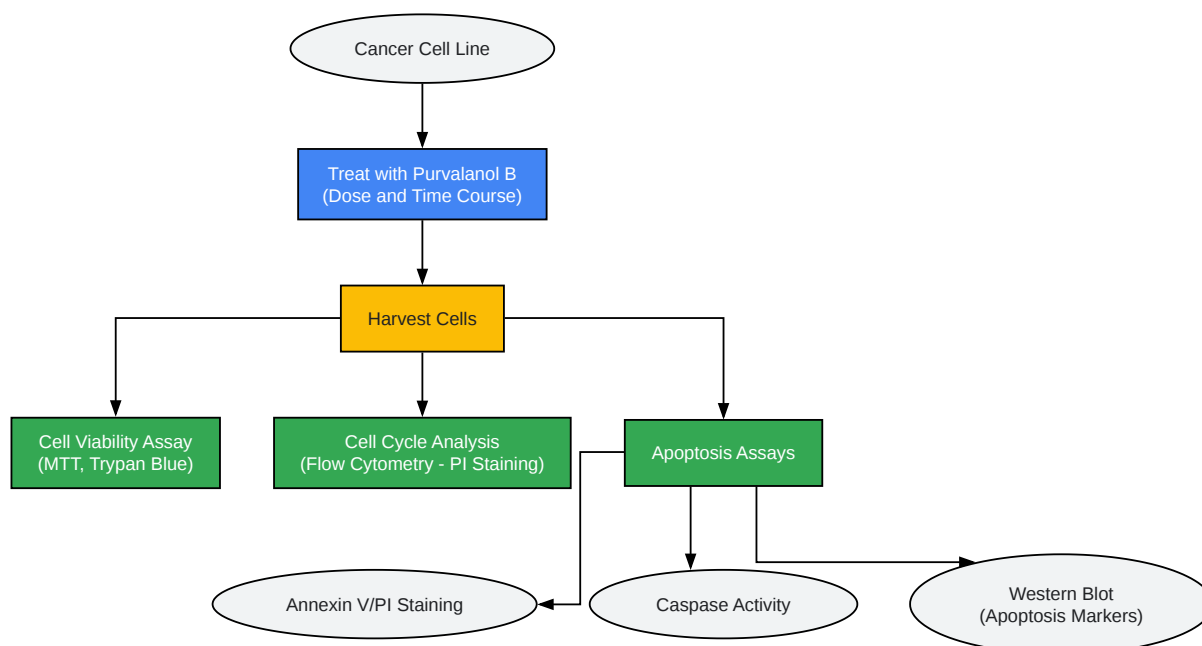 Cancer Cell Line
Treat with Purvalanol B
(Dose and Time Course)
Harvest Cells
Cell Viability Assay
(MTT, Trypan Blue)
Cell Cycle Analysis
(Flow Cytometry - PI Staining)
Apoptosis Assays
Annexin V/PI Staining
Caspase Activity
Western Blot
(Apoptosis Markers)